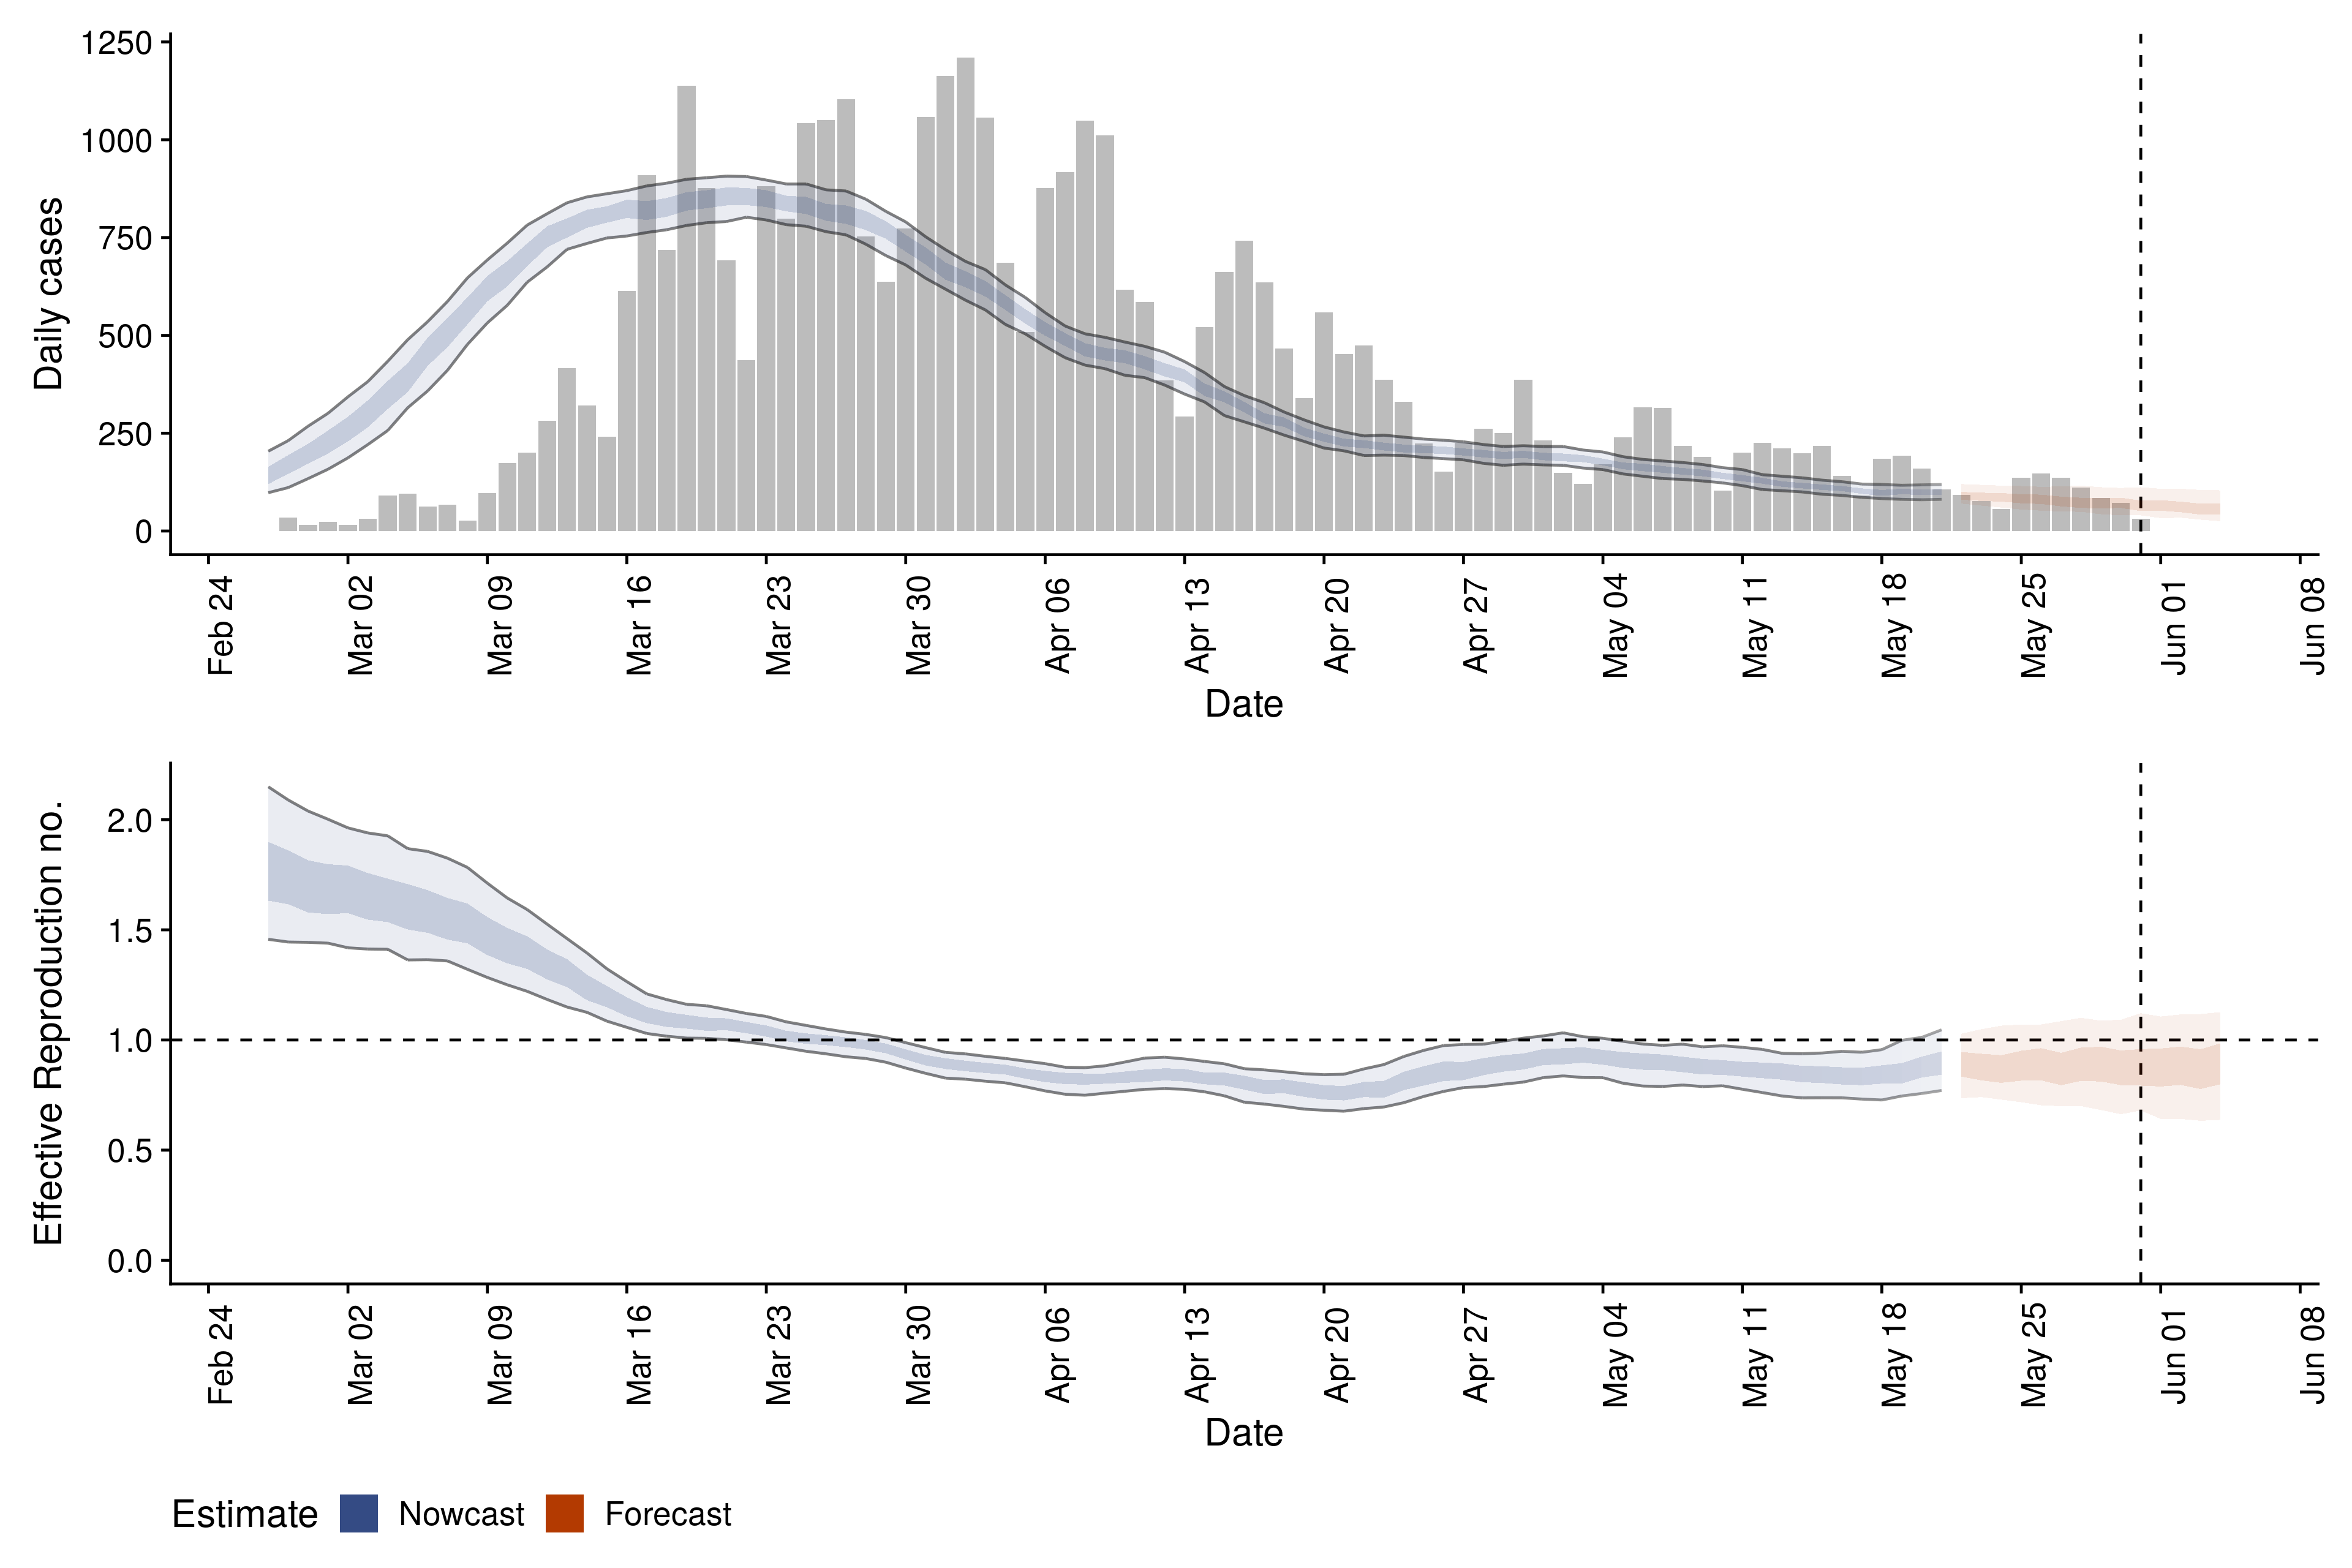 Daily cases
1250
1000
750
500
250
0
Feb 24
Mar 02
Mar 09
Mar 16
Mar 23
Mar 30
Apr 06
Apr 13
Apr 20
Apr 27
May 04
May 11
May 18
May 25
Jun 01
Jun 08
Date
Effective Reproduction no.
2.0
1.5
1.0
0.5
0.0
Feb 24
Mar 02
Mar 09
Mar 16
Mar 23
Mar 30
Apr 06
Apr 13
Apr 20
Apr 27
May 04
May 11
May 18
May 25
Jun 01
Jun 08
Date
Estimate Nowcast Forecast